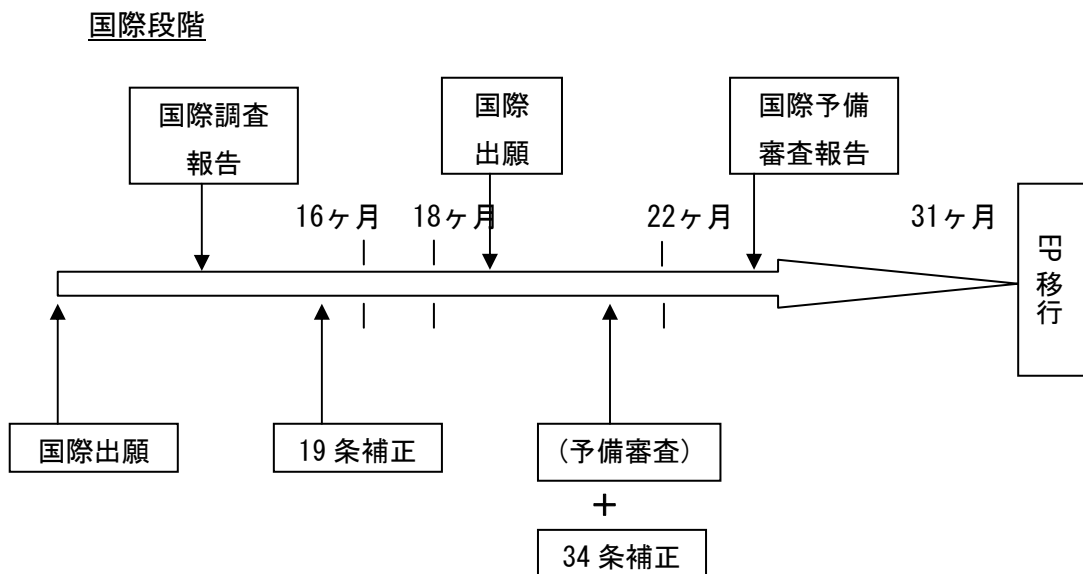 国際段階
国際調査
報告
国際
出願
国際予備
審査報告
16ヶ月
18ヶ月
22ヶ月
31ヶ月
EP移行
国際出願
19条補正
(予備審査)
+
34条補正